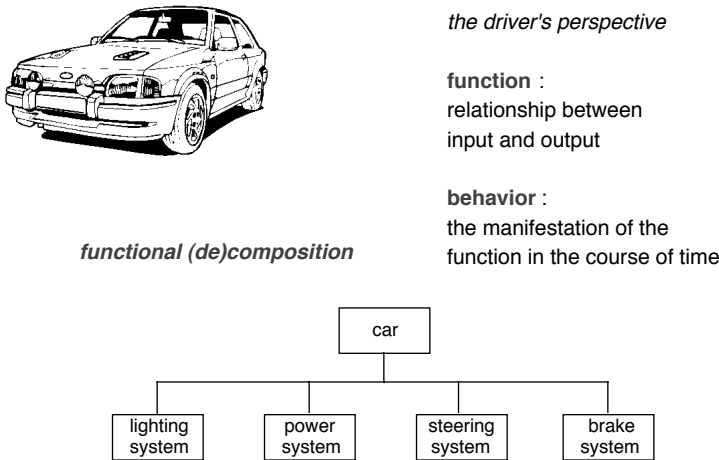 the driver's perspective
function :
relationship between
input and output
behavior :
the manifestation of the
function in the course of time
functional (de)composition
car
lighting
system
power
system
steering
system
brake
system